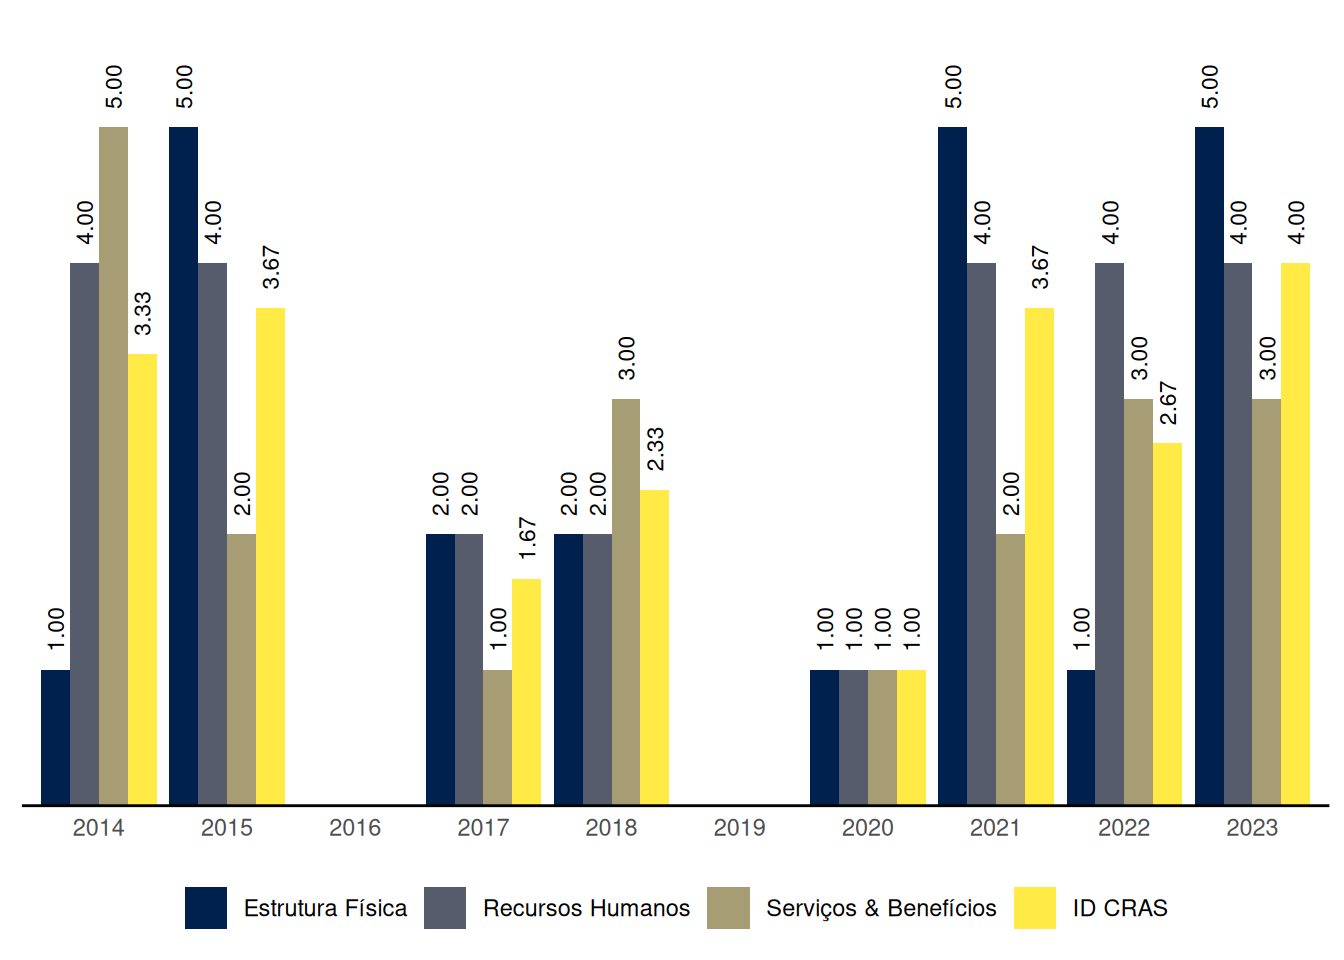 1.00 4.00 5.00 3.33
5.00 4.00 2.00 3.67
2.00 2.00 1.00 1.67
2.00 2.00 3.00 2.33
1.00 1.00 1.00 1.00
5.00 4.00 2.00 3.67
1.00 4.00 3.00 2.67
5.00 4.00 3.00 4.00
2014 2015 2016 2017 2018 2019 2020 2021 2022 2023
Estrutura Física Recursos Humanos Serviços & Benefícios ID CRAS